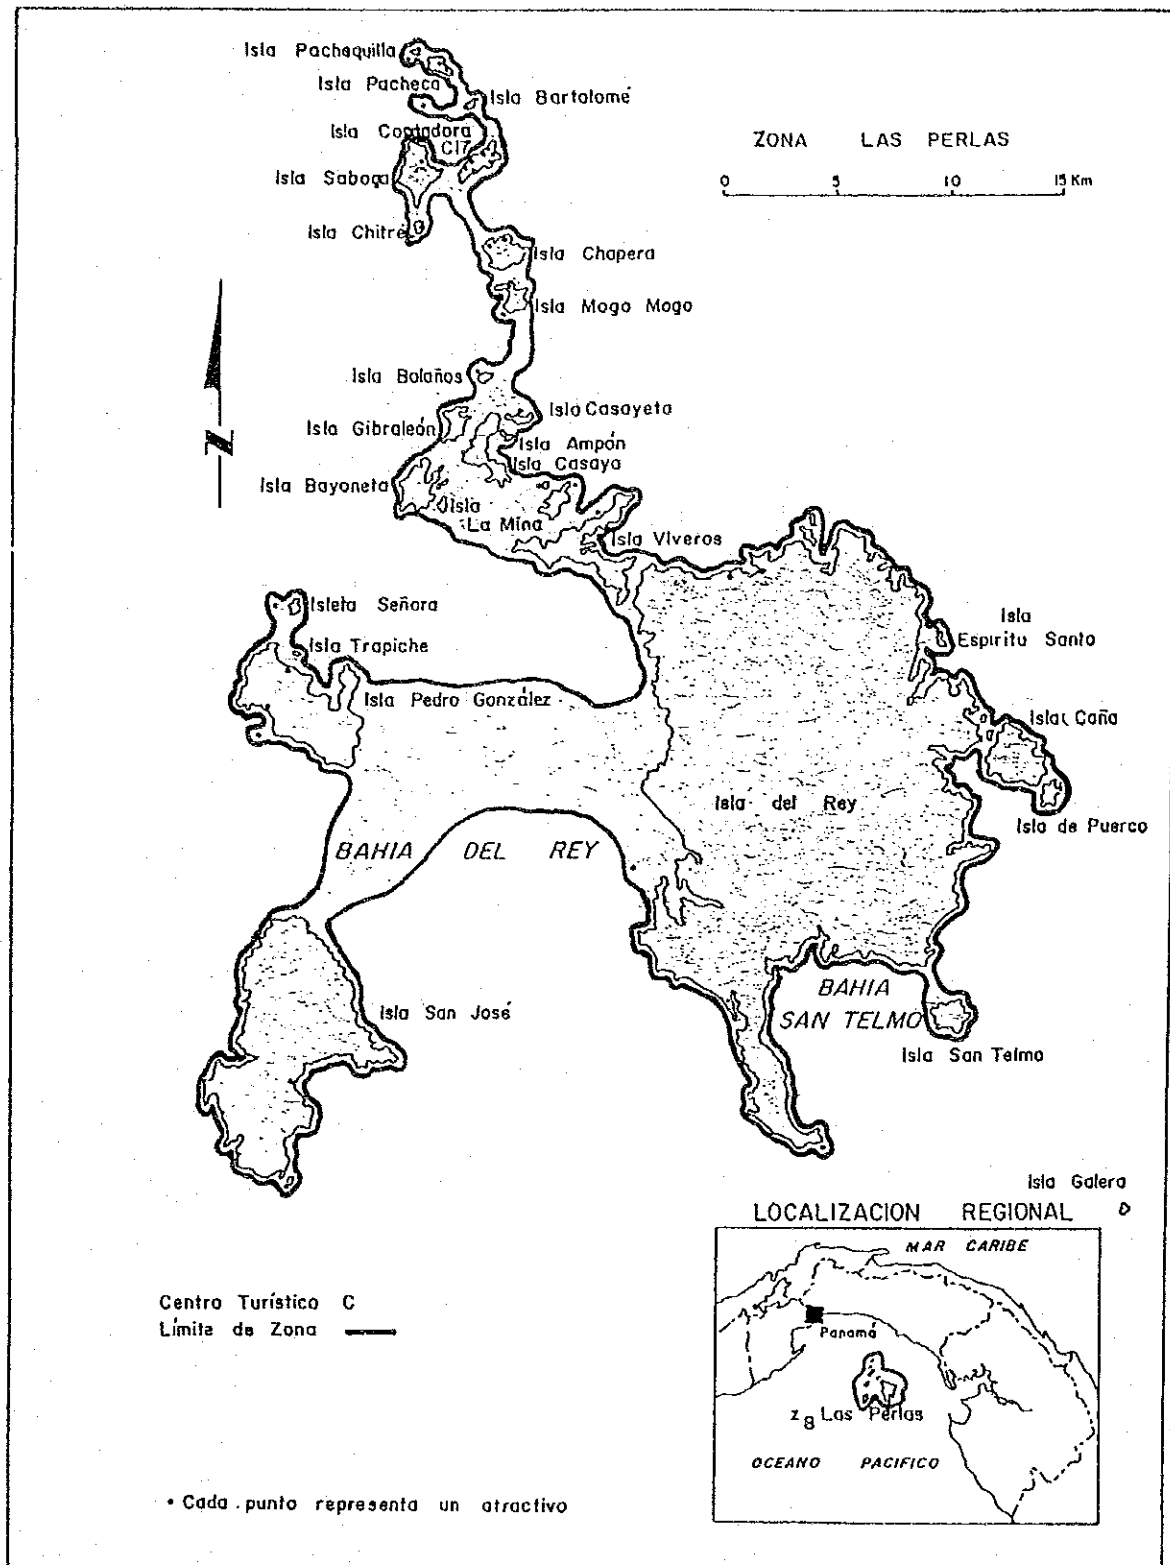 Isla Pachequilla
Isla Pacheca
Isla Bartolomé
Isla Contadora
C17
Isla Saboga
Isla Chitré
ZONA LAS PERLAS
0 5 10 15 Km
Isla Chapera
Isla Mogo Mogo
Isla Bolaños
Isla Casayeta
Isla Gibraleón
Isla Ampón
Isla Casaya
Isla Bayoneta
Isla
La Mina
Isla Viveros
N
Isleta Señora
Isla Trapiche
Isla Pedro González
Isla
Espiritu Santo
Isla Caña
Isla del Rey
Isla de Puerco
BAHIA DEL REY
BAHIA
SAN TELMO
Isla San José
Isla San Telmo
Isla Galera
LOCALIZACION REGIONAL
MAR CARIBE
Panamá
z8 Las Perlas
OCEANO PACIFICO
Centro Turístico C
Límite de Zona
• Cada punto representa un atractivo